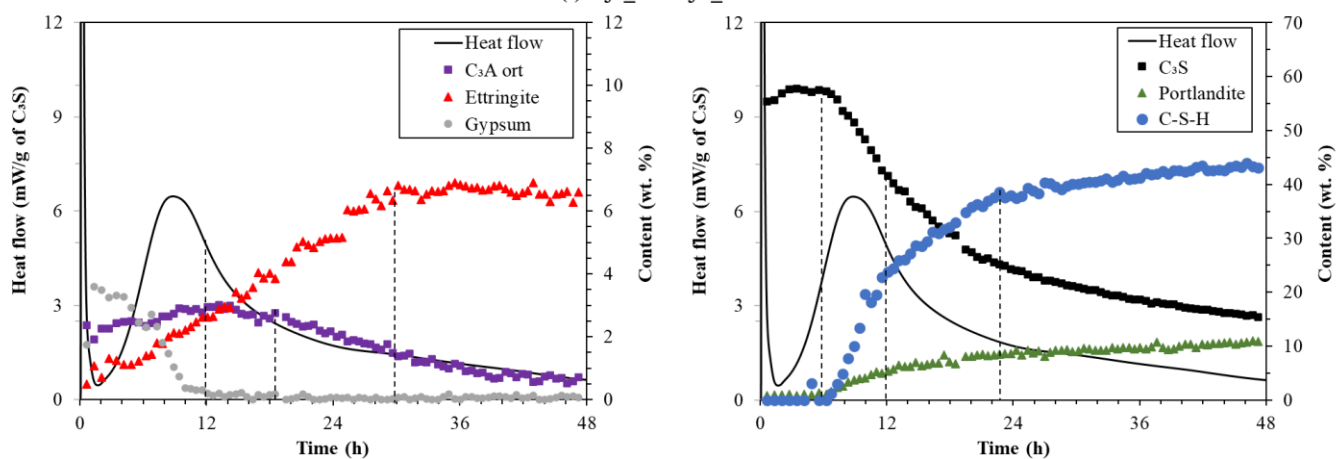 12
9
6
3
0
Heat flow (mW/g of C₃S)
Heat flow
C₃A ort
Ettringite
Gypsum
12
10
8
6
4
2
0
Content (wt. %)
0 12 24 36 48
Time (h)
12
9
6
3
0
Heat flow (mW/g of C₃S)
Heat flow
C₃S
Portlandite
C-S-H
70
60
50
40
30
20
10
0
Content (wt. %)
0 12 24 36 48
Time (h)